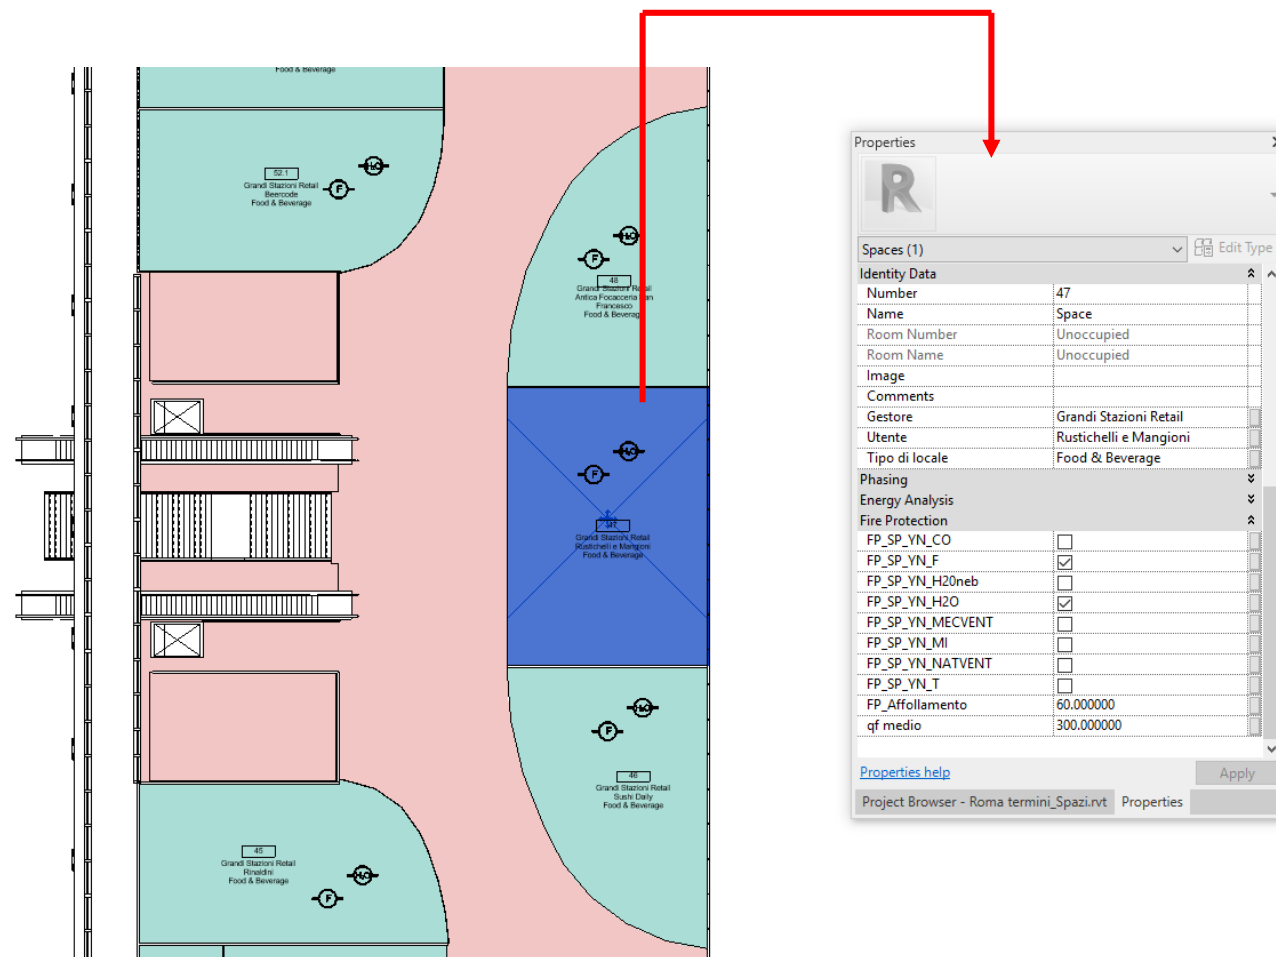 Food & Beverage
52.1
Grandi Stazioni Retail
Beercode
Food & Beverage
F
H₂O
H₂O
F
48
Grandi Stazioni Retail
Antica Focacceria San
Francesco
Food & Beverage
H₂O
F
47
Grandi Stazioni Retail
Rustichelli e Mangioni
Food & Beverage
H₂O
F
46
Grandi Stazioni Retail
Sushi Daily
Food & Beverage
45
Grandi Stazioni Retail
Rinaldini
Food & Beverage
H₂O
F
Properties
R
Spaces (1)
Edit Type
Identity Data
Number 47
Name Space
Room Number Unoccupied
Room Name Unoccupied
Image
Comments
Gestore Grandi Stazioni Retail
Utente Rustichelli e Mangioni
Tipo di locale Food & Beverage
Phasing
Energy Analysis
Fire Protection
FP_SP_YN_CO
FP_SP_YN_F
FP_SP_YN_H20neb
FP_SP_YN_H2O
FP_SP_YN_MECVENT
FP_SP_YN_MI
FP_SP_YN_NATVENT
FP_SP_YN_T
FP_Affollamento 60.000000
qf medio 300.000000
Properties help
Apply
Project Browser - Roma termini_Spazi.rvt Properties